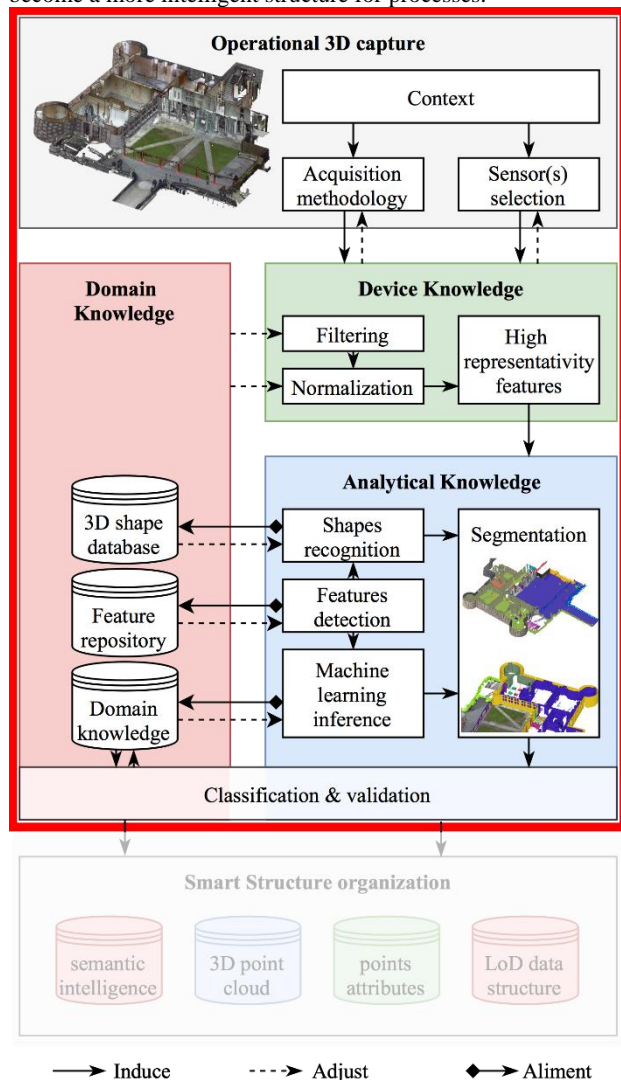 become a more intelligent structure for processes.
Operational 3D capture
Context
Acquisition
methodology
Sensor(s)
selection
Domain
Knowledge
Device Knowledge
Filtering
Normalization
High
representativity
features
Analytical Knowledge
3D shape
database
Shapes
recognition
Segmentation
Feature
repository
Features
detection
Domain
knowledge
Machine
learning
inference
Classification & validation
Smart Structure organization
semantic
intelligence
3D point
cloud
points
attributes
LoD data
structure
Induce
Adjust
Aliment